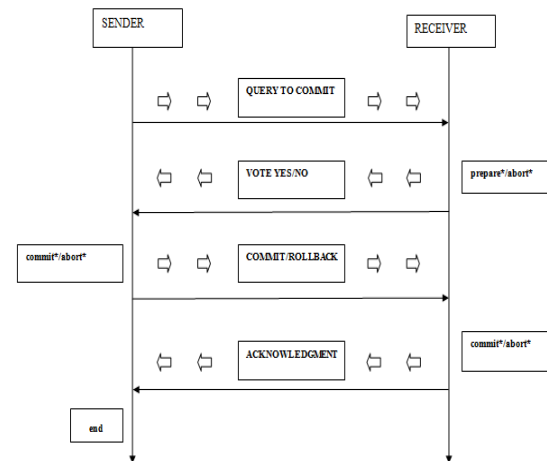 SENDER
RECEIVER
QUERY TO COMMIT
VOTE YES/NO
prepare*/abort*
commit*/abort*
COMMIT/ROLLBACK
ACKNOWLEDGMENT
commit*/abort*
end